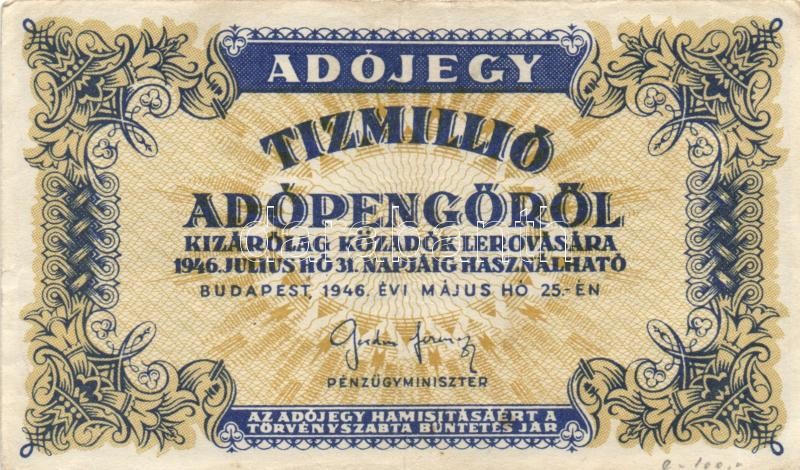 ADÓJEGY
TIZMILLIÓ
ADÓPENGŐRŐL
KIZÁRÓLAG KÖZADÓK LEROVÁSÁRA
1946. JULIUS HÓ 31. NAPJÁIG HASZNÁLHATÓ
BUDAPEST, 1946. ÉVI MÁJUS HÓ 25.-ÉN
PÉNZÜGYMINISZTER
AZ ADÓJEGY HAMISITÁSÁÉRT A
TÖRVÉNYSZABTA BÜNTETÉS JÁR